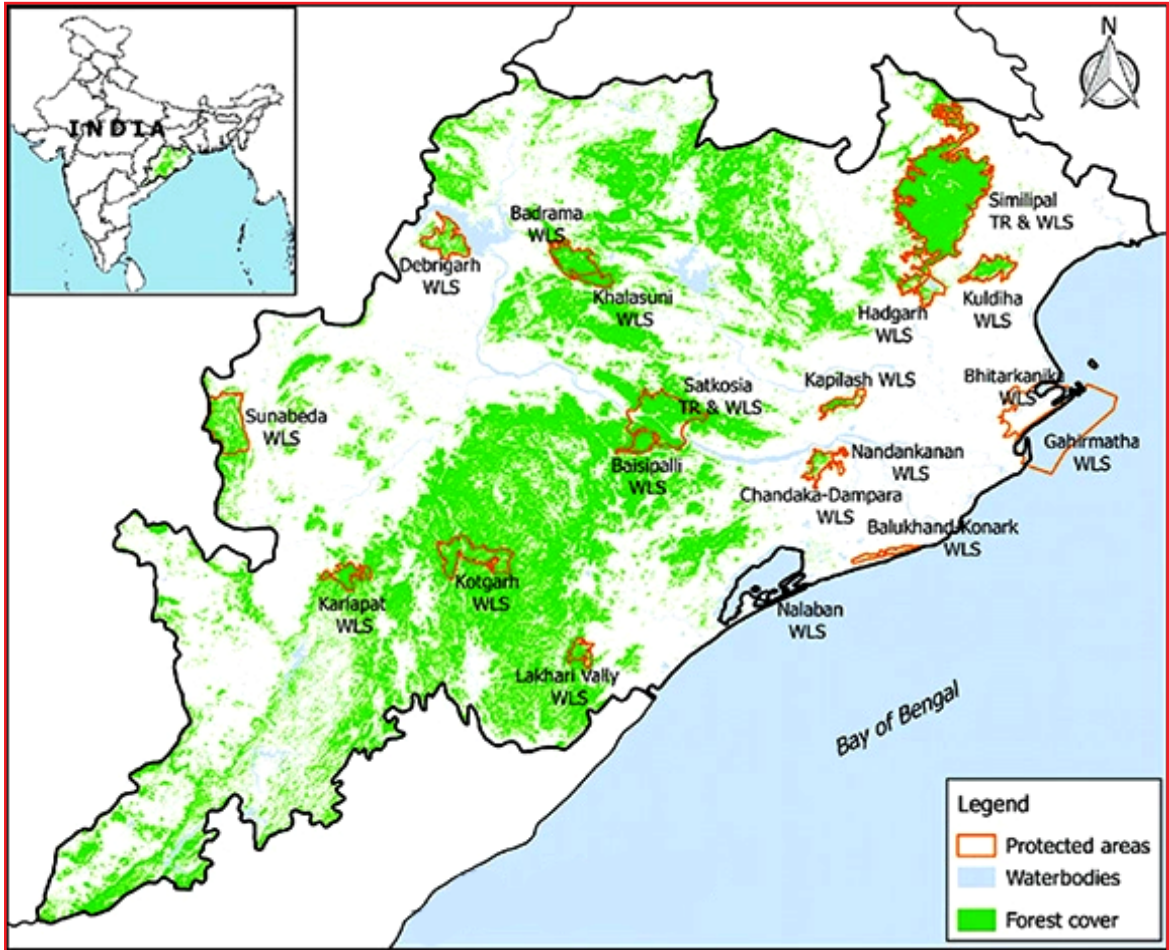 INDIA
N
Similipal
TR & WLS
Badrama
WLS
Debrigarh
WLS
Khalasuni
WLS
Hadgarh
WLS
Kuldiha
WLS
Satkosia
TR & WLS
Kapilash WLS
Bhitarkanika
WLS
Sunabeda
WLS
Baisipalli
WLS
Nandankanan
WLS
Gahirmatha
WLS
Chandaka-Dampara
WLS
Balukhand-Konark
WLS
Karlapat
WLS
Kotgarh
WLS
Nalaban
WLS
Lakhari Vally
WLS
Bay of Bengal
Legend
Protected areas
Waterbodies
Forest cover